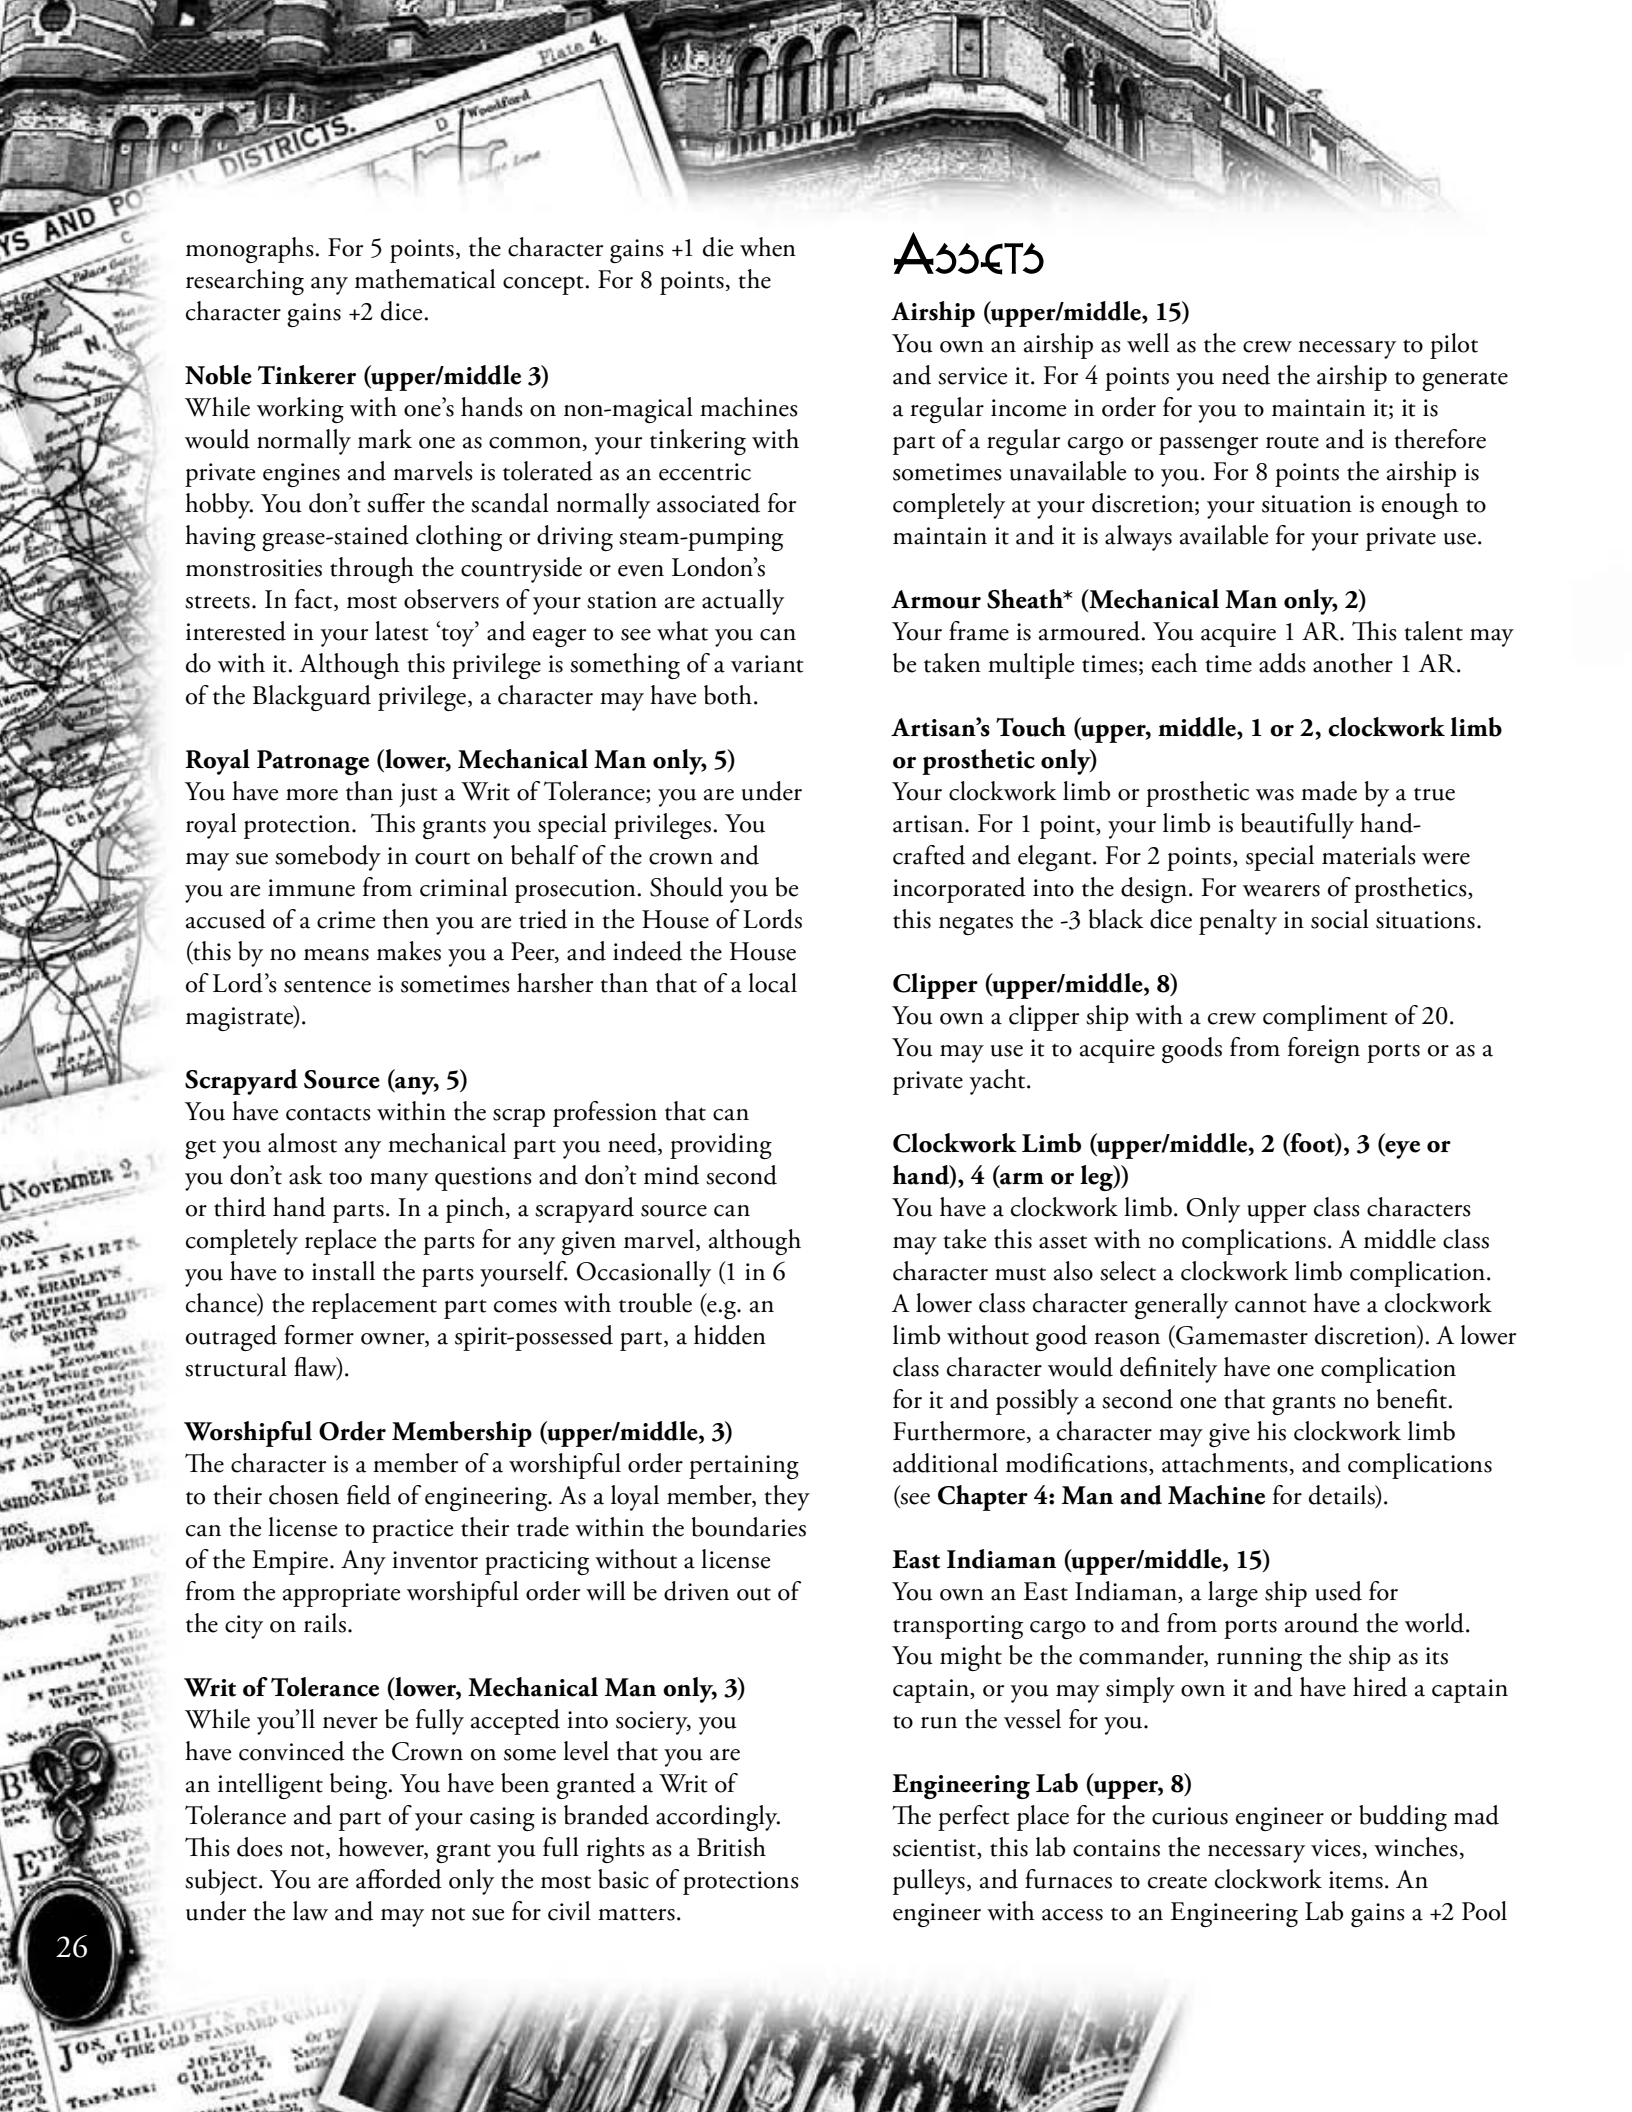 Plate 4.
D
Woodford
DISTRICTS.
YS AND PO
C
monographs. For 5 points, the character gains +1 die when
researching any mathematical concept. For 8 points, the
character gains +2 dice.
Noble Tinkerer (upper/middle 3)
While working with one’s hands on non-magical machines
would normally mark one as common, your tinkering with
private engines and marvels is tolerated as an eccentric
hobby. You don’t suffer the scandal normally associated for
having grease-stained clothing or driving steam-pumping
monstrosities through the countryside or even London’s
streets. In fact, most observers of your station are actually
interested in your latest ‘toy’ and eager to see what you can
do with it. Although this privilege is something of a variant
of the Blackguard privilege, a character may have both.
Royal Patronage (lower, Mechanical Man only, 5)
You have more than just a Writ of Tolerance; you are under
royal protection.  This grants you special privileges. You
may sue somebody in court on behalf of the crown and
you are immune from criminal prosecution. Should you be
accused of a crime then you are tried in the House of Lords
(this by no means makes you a Peer, and indeed the House
of Lord’s sentence is sometimes harsher than that of a local
magistrate).
Scrapyard Source (any, 5)
You have contacts within the scrap profession that can
get you almost any mechanical part you need, providing
you don’t ask too many questions and don’t mind second
or third hand parts. In a pinch, a scrapyard source can
completely replace the parts for any given marvel, although
you have to install the parts yourself. Occasionally (1 in 6
chance) the replacement part comes with trouble (e.g. an
outraged former owner, a spirit-possessed part, a hidden
structural flaw).
Worshipful Order Membership (upper/middle, 3)
The character is a member of a worshipful order pertaining
to their chosen field of engineering. As a loyal member, they
can the license to practice their trade within the boundaries
of the Empire. Any inventor practicing without a license
from the appropriate worshipful order will be driven out of
the city on rails.
Writ of Tolerance (lower, Mechanical Man only, 3)
While you’ll never be fully accepted into sociery, you
have convinced the Crown on some level that you are
an intelligent being. You have been granted a Writ of
Tolerance and part of your casing is branded accordingly.
This does not, however, grant you full rights as a British
subject. You are afforded only the most basic of protections
under the law and may not sue for civil matters.
Assets
Airship (upper/middle, 15)
You own an airship as well as the crew necessary to pilot
and service it. For 4 points you need the airship to generate
a regular income in order for you to maintain it; it is
part of a regular cargo or passenger route and is therefore
sometimes unavailable to you. For 8 points the airship is
completely at your discretion; your situation is enough to
maintain it and it is always available for your private use.
Armour Sheath* (Mechanical Man only, 2)
Your frame is armoured. You acquire 1 AR. This talent may
be taken multiple times; each time adds another 1 AR.
Artisan’s Touch (upper, middle, 1 or 2, clockwork limb
or prosthetic only)
Your clockwork limb or prosthetic was made by a true
artisan. For 1 point, your limb is beautifully hand-
crafted and elegant. For 2 points, special materials were
incorporated into the design. For wearers of prosthetics,
this negates the -3 black dice penalty in social situations.
Clipper (upper/middle, 8)
You own a clipper ship with a crew compliment of 20.
You may use it to acquire goods from foreign ports or as a
private yacht.
Clockwork Limb (upper/middle, 2 (foot), 3 (eye or
hand), 4 (arm or leg))
You have a clockwork limb. Only upper class characters
may take this asset with no complications. A middle class
character must also select a clockwork limb complication.
A lower class character generally cannot have a clockwork
limb without good reason (Gamemaster discretion). A lower
class character would definitely have one complication
for it and possibly a second one that grants no benefit.
Furthermore, a character may give his clockwork limb
additional modifications, attachments, and complications
(see Chapter 4: Man and Machine for details).
East Indiaman (upper/middle, 15)
You own an East Indiaman, a large ship used for
transporting cargo to and from ports around the world.
You might be the commander, running the ship as its
captain, or you may simply own it and have hired a captain
to run the vessel for you.
Engineering Lab (upper, 8)
The perfect place for the curious engineer or budding mad
scientist, this lab contains the necessary vices, winches,
pulleys, and furnaces to create clockwork items. An
engineer with access to an Engineering Lab gains a +2 Pool
[NOVEMBER 2,
26
JOS. GILLOTT'S
OF THE OLD STANDARD
JOSEPH
GILLOTT,
Warranted.
TRADE-MARK: